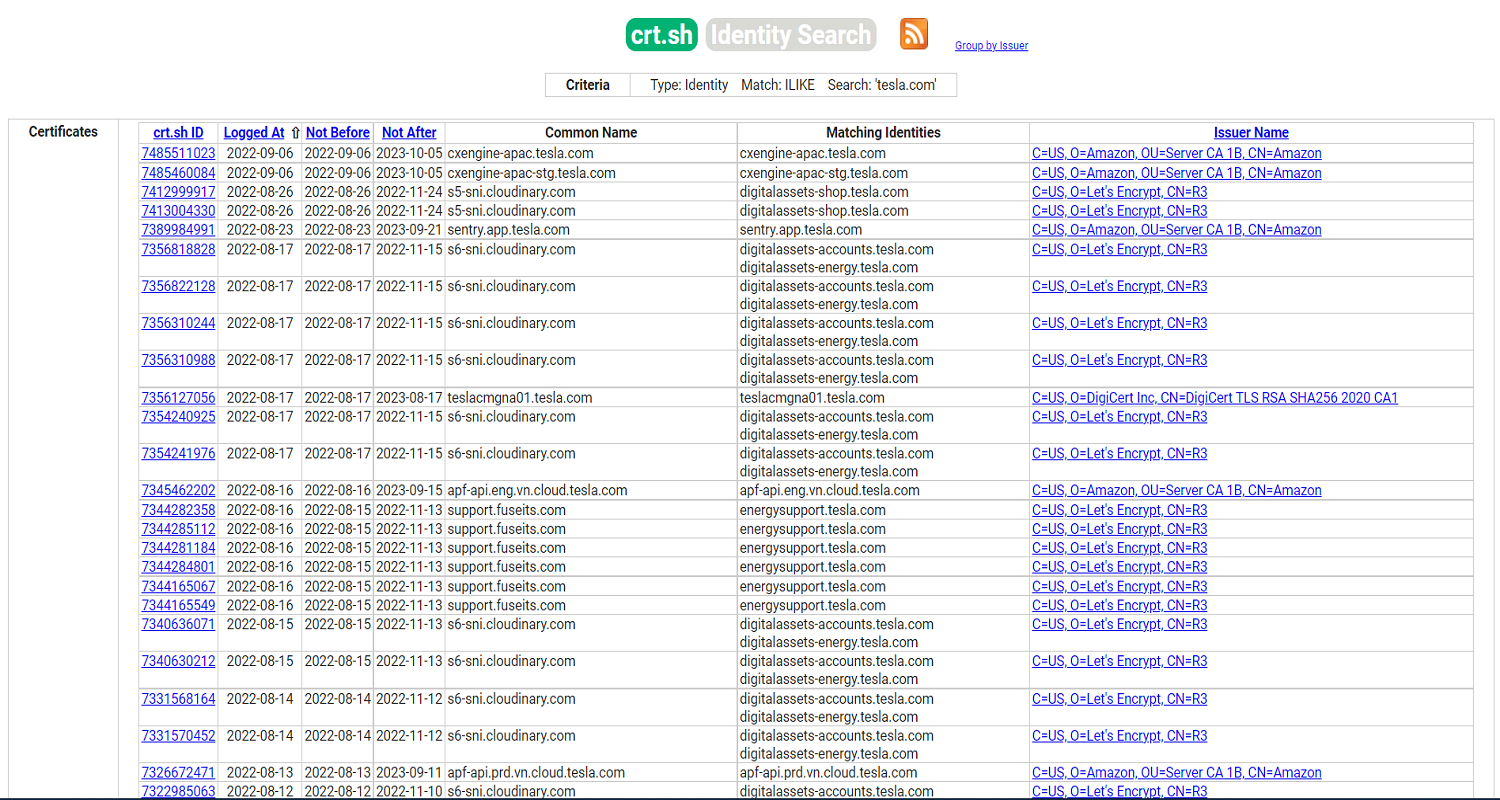 crt.sh Identity Search Group by Issuer
Criteria Type: Identity Match: ILIKE Search: 'tesla.com'
Certificates crt.sh ID Logged At ⇧ Not Before Not After Common Name Matching Identities Issuer Name
7485511023 2022-09-06 2022-09-06 2023-10-05 cxengine-apac.tesla.com cxengine-apac.tesla.com C=US, O=Amazon, OU=Server CA 1B, CN=Amazon
7485460084 2022-09-06 2022-09-06 2023-10-05 cxengine-apac-stg.tesla.com cxengine-apac-stg.tesla.com C=US, O=Amazon, OU=Server CA 1B, CN=Amazon
7412999917 2022-08-26 2022-08-26 2022-11-24 s5-sni.cloudinary.com digitalassets-shop.tesla.com C=US, O=Let's Encrypt, CN=R3
7413004330 2022-08-26 2022-08-26 2022-11-24 s5-sni.cloudinary.com digitalassets-shop.tesla.com C=US, O=Let's Encrypt, CN=R3
7389984991 2022-08-23 2022-08-23 2023-09-21 sentry.app.tesla.com sentry.app.tesla.com C=US, O=Amazon, OU=Server CA 1B, CN=Amazon
7356818828 2022-08-17 2022-08-17 2022-11-15 s6-sni.cloudinary.com digitalassets-accounts.tesla.com C=US, O=Let's Encrypt, CN=R3
digitalassets-energy.tesla.com
7356822128 2022-08-17 2022-08-17 2022-11-15 s6-sni.cloudinary.com digitalassets-accounts.tesla.com C=US, O=Let's Encrypt, CN=R3
digitalassets-energy.tesla.com
7356310244 2022-08-17 2022-08-17 2022-11-15 s6-sni.cloudinary.com digitalassets-accounts.tesla.com C=US, O=Let's Encrypt, CN=R3
digitalassets-energy.tesla.com
7356310988 2022-08-17 2022-08-17 2022-11-15 s6-sni.cloudinary.com digitalassets-accounts.tesla.com C=US, O=Let's Encrypt, CN=R3
digitalassets-energy.tesla.com
7356127056 2022-08-17 2022-08-17 2023-08-17 teslacmgna01.tesla.com teslacmgna01.tesla.com C=US, O=DigiCert Inc, CN=DigiCert TLS RSA SHA256 2020 CA1
7354240925 2022-08-17 2022-08-17 2022-11-15 s6-sni.cloudinary.com digitalassets-accounts.tesla.com C=US, O=Let's Encrypt, CN=R3
digitalassets-energy.tesla.com
7354241976 2022-08-17 2022-08-17 2022-11-15 s6-sni.cloudinary.com digitalassets-accounts.tesla.com C=US, O=Let's Encrypt, CN=R3
digitalassets-energy.tesla.com
7345462202 2022-08-16 2022-08-16 2023-09-15 apf-api.eng.vn.cloud.tesla.com apf-api.eng.vn.cloud.tesla.com C=US, O=Amazon, OU=Server CA 1B, CN=Amazon
7344282358 2022-08-16 2022-08-15 2022-11-13 support.fuseits.com energysupport.tesla.com C=US, O=Let's Encrypt, CN=R3
7344285112 2022-08-16 2022-08-15 2022-11-13 support.fuseits.com energysupport.tesla.com C=US, O=Let's Encrypt, CN=R3
7344281184 2022-08-16 2022-08-15 2022-11-13 support.fuseits.com energysupport.tesla.com C=US, O=Let's Encrypt, CN=R3
7344284801 2022-08-16 2022-08-15 2022-11-13 support.fuseits.com energysupport.tesla.com C=US, O=Let's Encrypt, CN=R3
7344165067 2022-08-16 2022-08-15 2022-11-13 support.fuseits.com energysupport.tesla.com C=US, O=Let's Encrypt, CN=R3
7344165549 2022-08-16 2022-08-15 2022-11-13 support.fuseits.com energysupport.tesla.com C=US, O=Let's Encrypt, CN=R3
7340636071 2022-08-15 2022-08-15 2022-11-13 s6-sni.cloudinary.com digitalassets-accounts.tesla.com C=US, O=Let's Encrypt, CN=R3
digitalassets-energy.tesla.com
7340630212 2022-08-15 2022-08-15 2022-11-13 s6-sni.cloudinary.com digitalassets-accounts.tesla.com C=US, O=Let's Encrypt, CN=R3
digitalassets-energy.tesla.com
7331568164 2022-08-14 2022-08-14 2022-11-12 s6-sni.cloudinary.com digitalassets-accounts.tesla.com C=US, O=Let's Encrypt, CN=R3
digitalassets-energy.tesla.com
7331570452 2022-08-14 2022-08-14 2022-11-12 s6-sni.cloudinary.com digitalassets-accounts.tesla.com C=US, O=Let's Encrypt, CN=R3
digitalassets-energy.tesla.com
7326672471 2022-08-13 2022-08-13 2023-09-11 apf-api.prd.vn.cloud.tesla.com apf-api.prd.vn.cloud.tesla.com C=US, O=Amazon, OU=Server CA 1B, CN=Amazon
7322985063 2022-08-12 2022-08-12 2022-11-10 s6-sni.cloudinary.com digitalassets-accounts.tesla.com C=US, O=Let's Encrypt, CN=R3